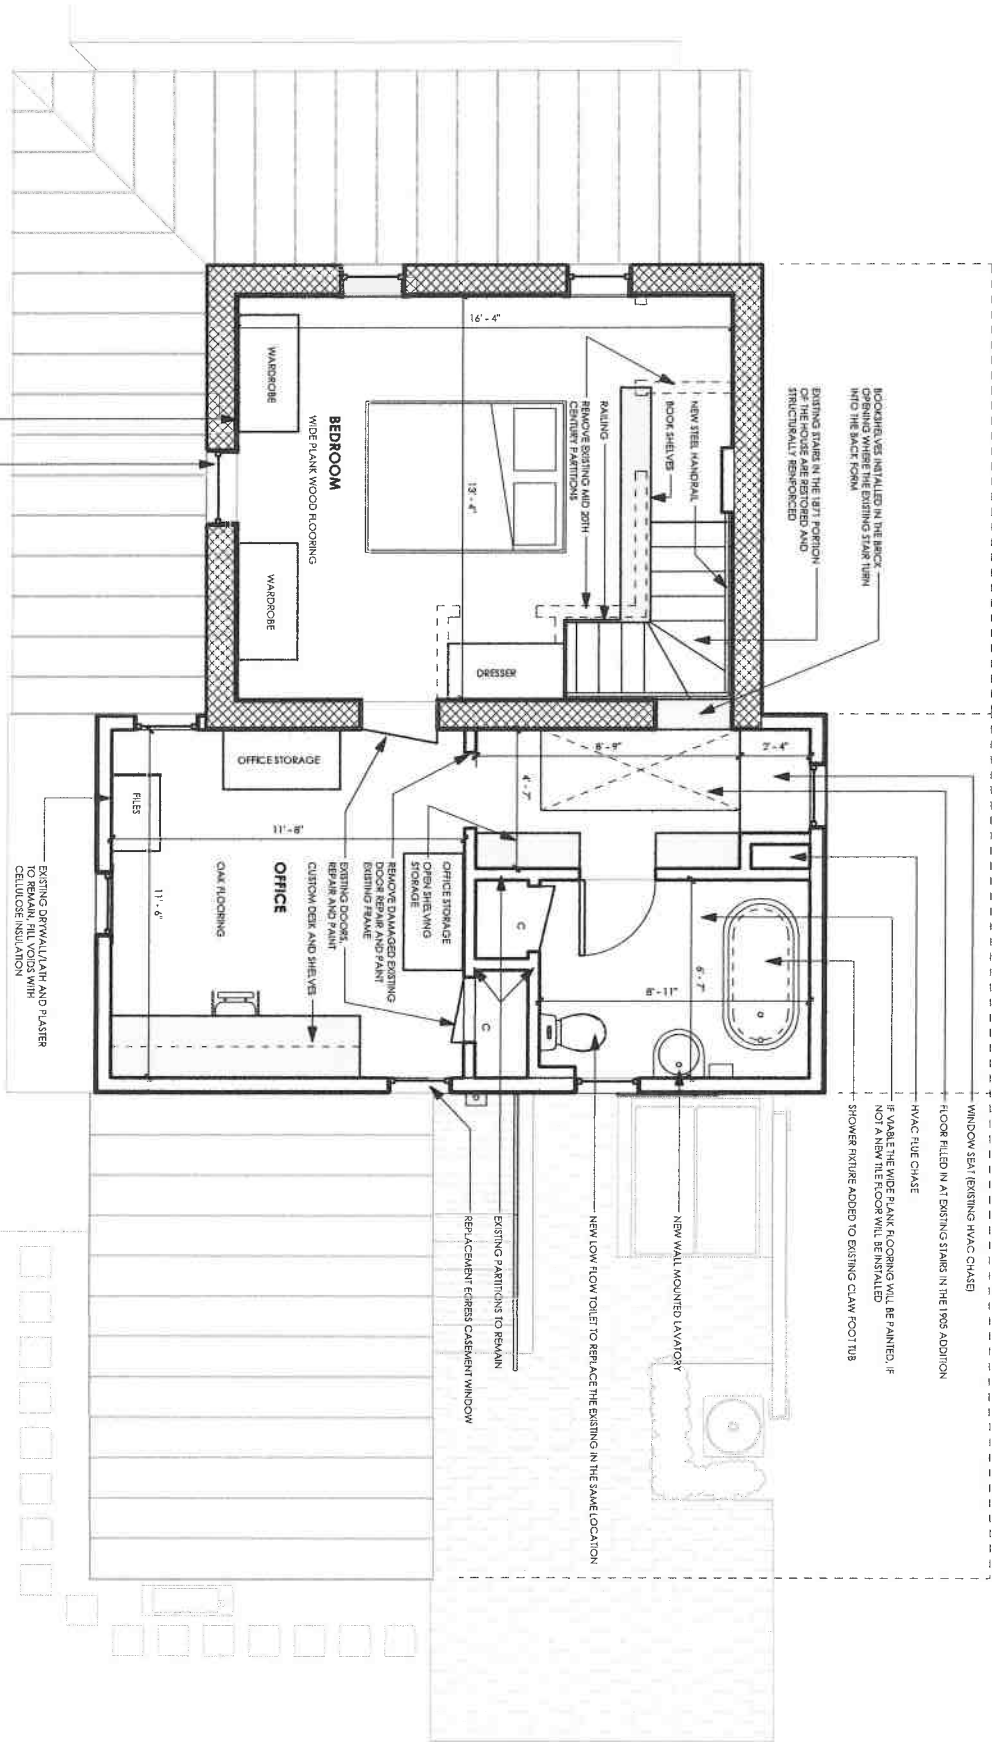 BOOKSHELVES INSTALLED IN THE BRICK
OPENING WHERE THE EXISTING STAIR TURN
INTO THE BACK FORM
EXISTING STAIRS IN THE 1871 PORTION
OF THE HOUSE ARE RESTORED AND
STRUCTURALLY REINFORCED
NEW STEEL HANDRAIL
BOOK SHELVES
RAILING
REMOVE EXISTING MID 20TH
CENTURY PARTITIONS
16' - 4"
13' - 4"
BEDROOM
WIDE PLANK WOOD FLOORING
WARDROBE
WARDROBE
DRESSER
WINDOW SEAT (EXISTING HVAC CHASE)
FLOOR FILLED IN AT EXISTING STAIRS IN THE 1905 ADDITION
HVAC FLUE CHASE
IF VIABLE THE WIDE PLANK FLOORING WILL BE PAINTED, IF
NOT A NEW TILE FLOOR WILL BE INSTALLED
SHOWER FIXTURE ADDED TO EXISTING CLAW FOOT TUB
2' - 4"
8' - 9"
4' - 7"
6' - 7"
8' - 11"
NEW WALL MOUNTED LAVATORY
NEW LOW FLOW TOILET TO REPLACE THE EXISTING IN THE SAME LOCATION
EXISTING PARTITIONS TO REMAIN
REPLACEMENT EGRESS CASEMENT WINDOW
C
C
OFFICE STORAGE
OPEN SHELVING
STORAGE
REMOVE DAMAGED EXISTING
DOOR REPAIR AND PAINT
EXISTING FRAME
EXISTING DOORS,
REPAIR AND PAINT
CUSTOM DESK AND SHELVES
OFFICE
OAK FLOORING
OFFICE STORAGE
FILES
11' - 8"
11' - 6"
EXISTING DRYWALL/LATH AND PLASTER
TO REMAIN, FILL VOIDS WITH
CELLULOSE INSULATION